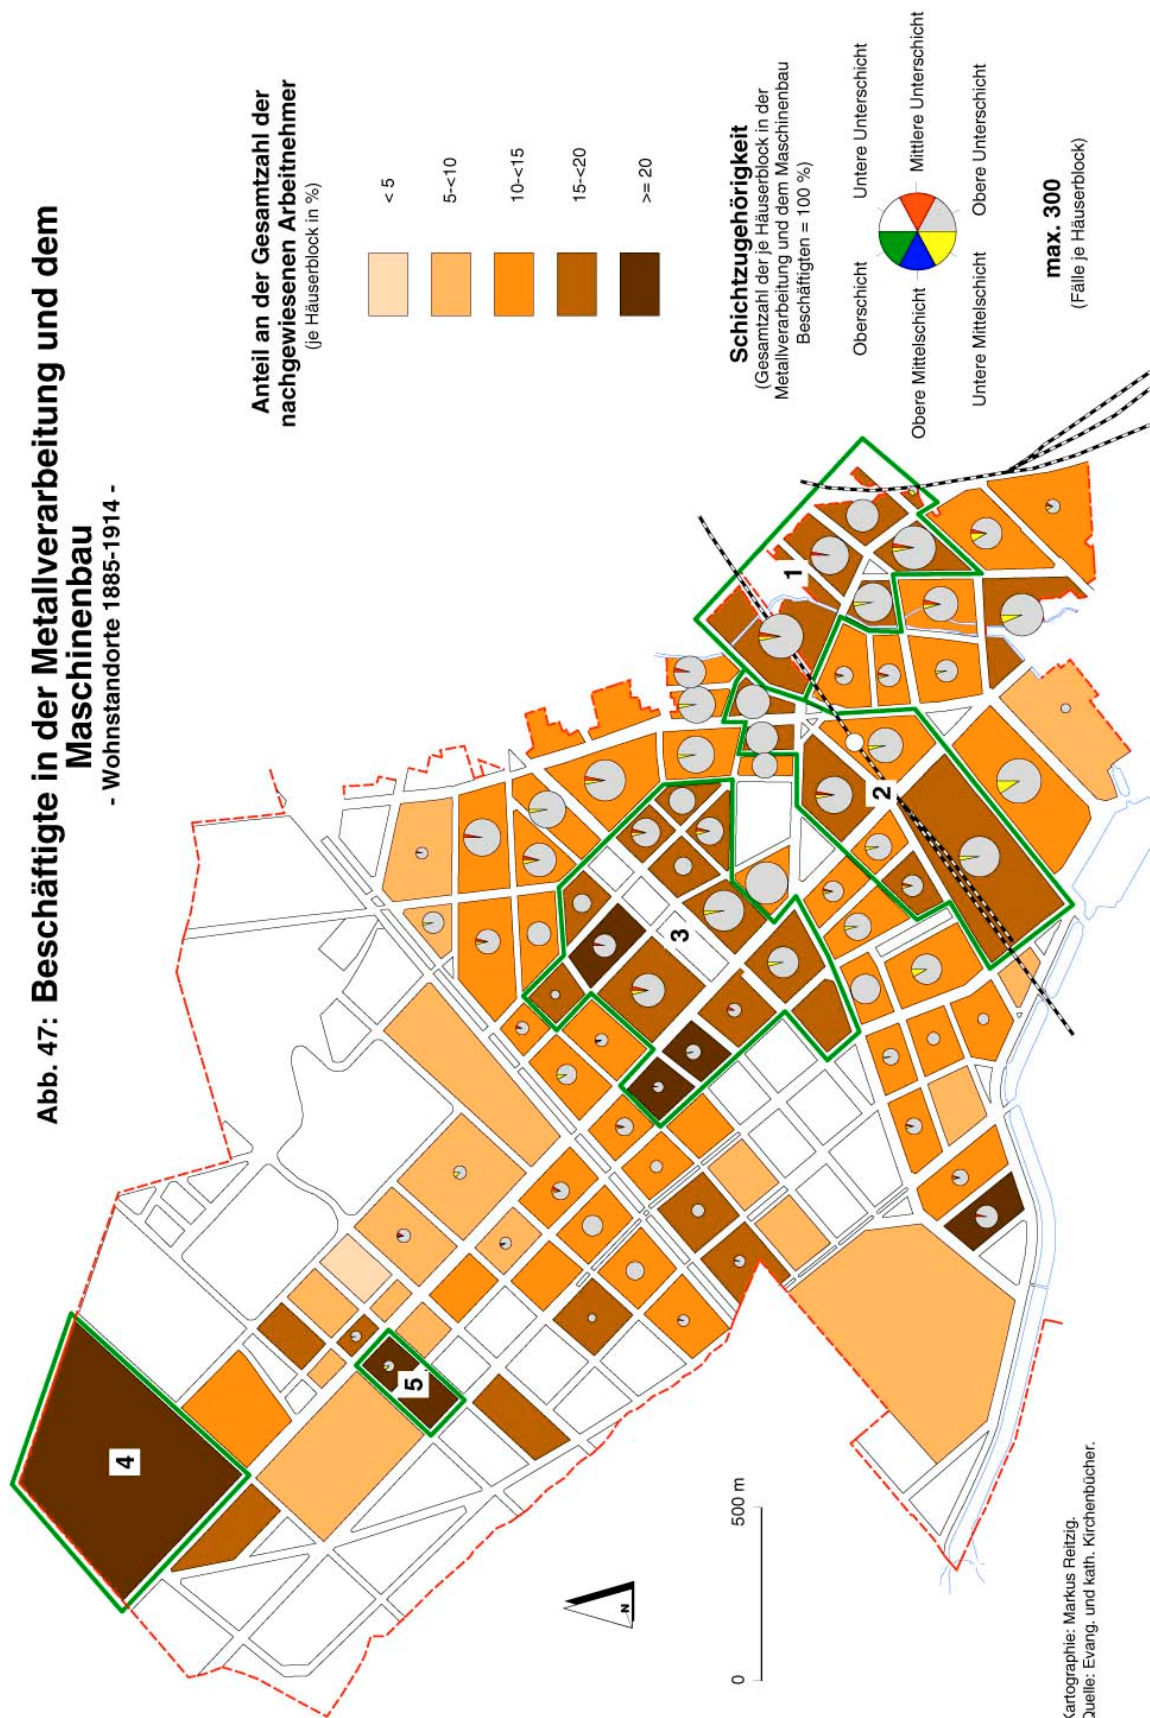 Abb. 47: Beschäftigte in der Metallverarbeitung und dem
Maschinenbau
- Wohnstandorte 1885-1914 -
Anteil an der Gesamtzahl der
nachgewiesenen Arbeitnehmer
(je Häuserblock in %)
< 5
5-<10
10-<15
15-<20
>= 20
Schichtzugehörigkeit
(Gesamtzahl der je Häuserblock in der
Metallverarbeitung und dem Maschinenbau
Beschäftigten = 100 %)
Oberschicht
Untere Unterschicht
Obere Mittelschicht
Mittlere Unterschicht
Untere Mittelschicht
Obere Unterschicht
max. 300
(Fälle je Häuserblock)
1
2
3
4
5
N
0
500 m
Kartographie: Markus Reitzig.
Quelle: Evang. und kath. Kirchenbücher.